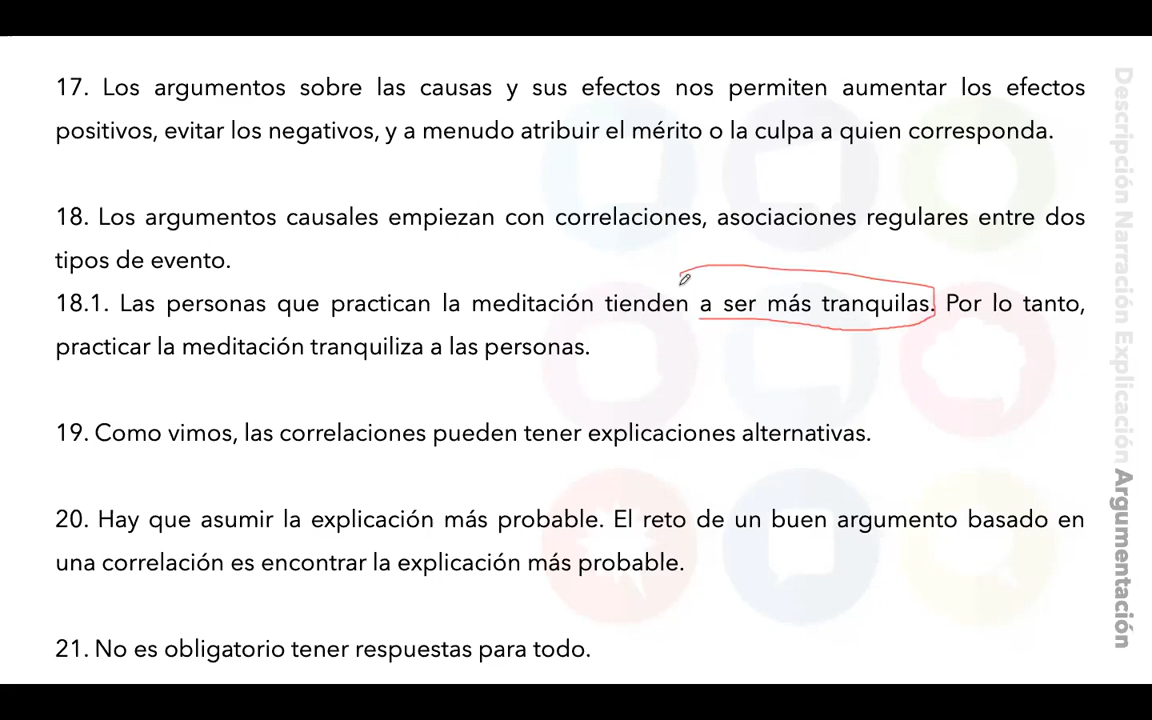 17. Los argumentos sobre las causas y sus efectos nos permiten aumentar los efectos
positivos, evitar los negativos, y a menudo atribuir el mérito o la culpa a quien corresponda.
18. Los argumentos causales empiezan con correlaciones, asociaciones regulares entre dos
tipos de evento.
18.1. Las personas que practican la meditación tienden a ser más tranquilas. Por lo tanto,
practicar la meditación tranquiliza a las personas.
19. Como vimos, las correlaciones pueden tener explicaciones alternativas.
20. Hay que asumir la explicación más probable. El reto de un buen argumento basado en
una correlación es encontrar la explicación más probable.
21. No es obligatorio tener respuestas para todo.
Descripción Narración Explicación Argumentación